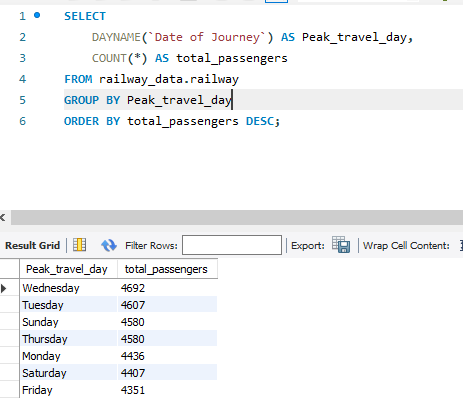 1 SELECT
2 DAYNAME(`Date of Journey`) AS Peak_travel_day,
3 COUNT(*) AS total_passengers
4 FROM railway_data.railway
5 GROUP BY Peak_travel_day
6 ORDER BY total_passengers DESC;
Result Grid Filter Rows: Export: Wrap Cell Content:
Peak_travel_day total_passengers
Wednesday 4692
Tuesday 4607
Sunday 4580
Thursday 4580
Monday 4436
Saturday 4407
Friday 4351